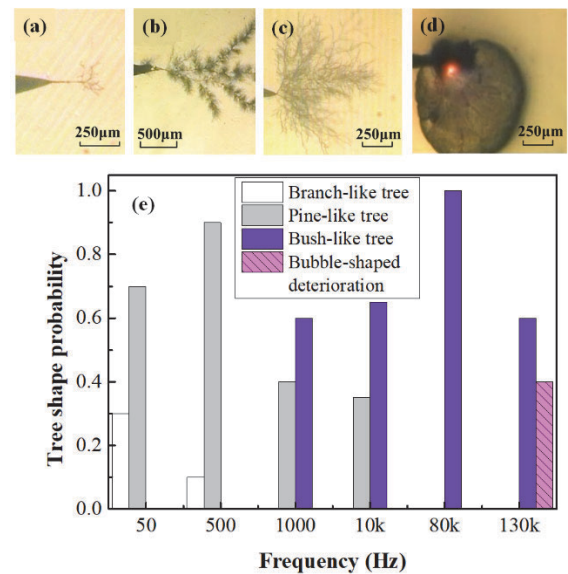 (a)
(b)
(c)
(d)
250μm
500μm
250μm
250μm
(e)
Branch-like tree
Pine-like tree
Bush-like tree
Bubble-shaped
deterioration
Tree shape probability
1.0
0.8
0.6
0.4
0.2
0.0
50 500 1000 10k 80k 130k
Frequency (Hz)